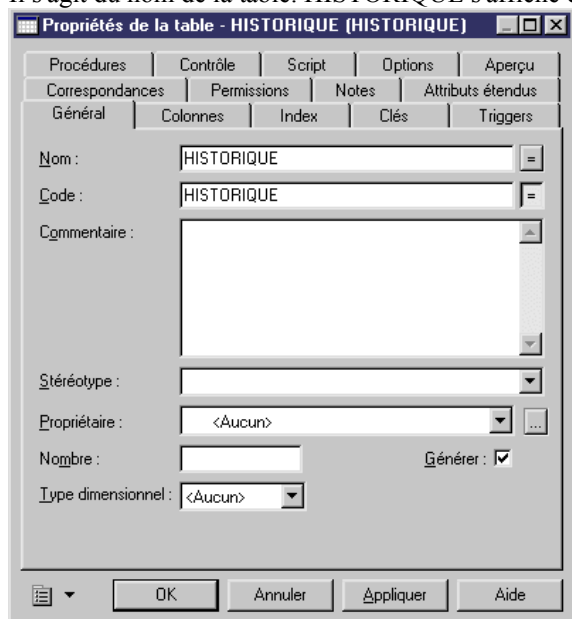 Il s'agit du nom de la table. HISTORIQUE s'affiche
Propriétés de la table - HISTORIQUE (HISTORIQUE)
Procédures Contrôle Script Options Aperçu
Correspondances Permissions Notes Attributs étendus
Général Colonnes Index Clés Triggers
Nom : HISTORIQUE =
Code : HISTORIQUE =
Commentaire :
Stéréotype :
Propriétaire : <Aucun> ...
Nombre : Générer :
Type dimensionnel : <Aucun>
OK Annuler Appliquer Aide